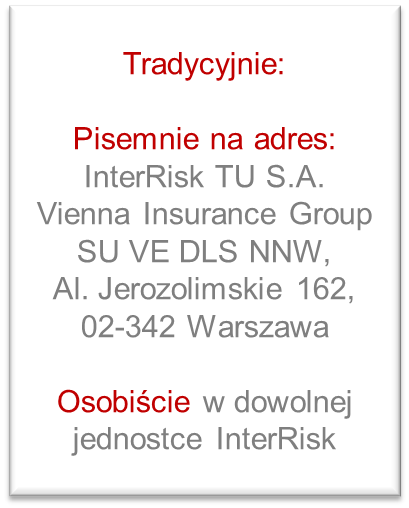 Tradycyjnie:
Pisemnie na adres:
InterRisk TU S.A.
Vienna Insurance Group
SU VE DLS NNW,
Al. Jerozolimskie 162,
02-342 Warszawa
Osobiście w dowolnej
jednostce InterRisk